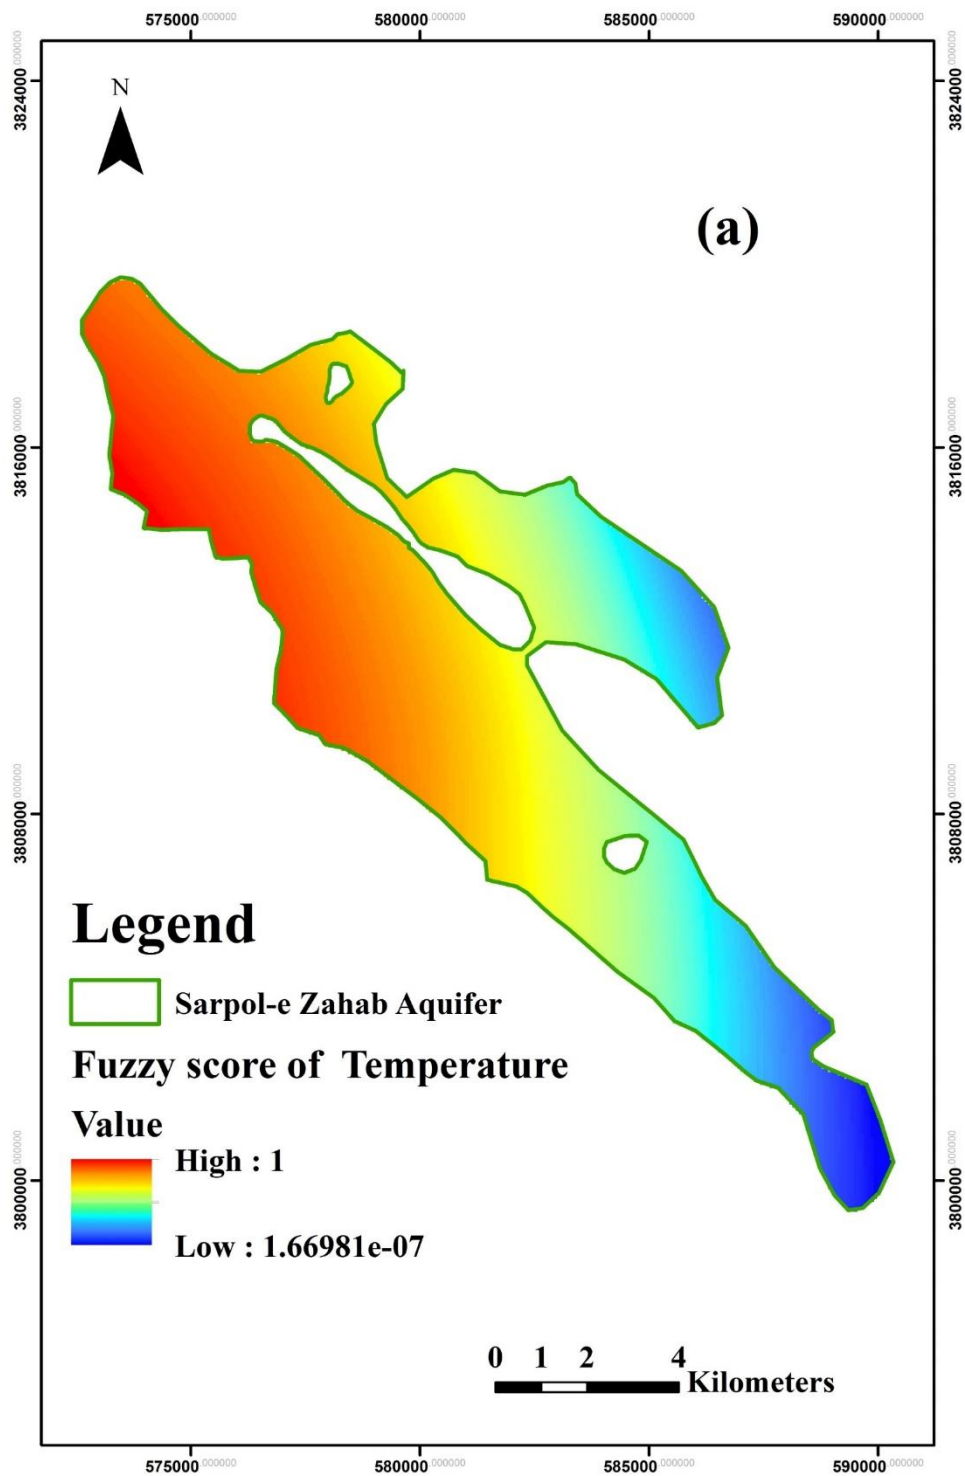 575000.000000 580000.000000 585000.000000 590000.000000
3824000.000000 3824000.000000
N
(a)
3816000.000000 3816000.000000
3808000.000000 3808000.000000
Legend
Sarpol-e Zahab Aquifer
Fuzzy score of Temperature
Value
High : 1
3800000.000000 3800000.000000
Low : 1.66981e-07
0 1 2 4
Kilometers
575000.000000 580000.000000 585000.000000 590000.000000